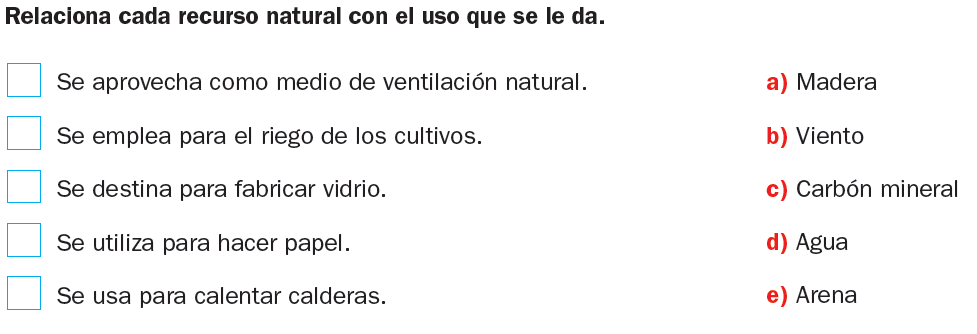 Relaciona cada recurso natural con el uso que se le da.
Se aprovecha como medio de ventilación natural. a) Madera
Se emplea para el riego de los cultivos. b) Viento
Se destina para fabricar vidrio. c) Carbón mineral
Se utiliza para hacer papel. d) Agua
Se usa para calentar calderas. e) Arena